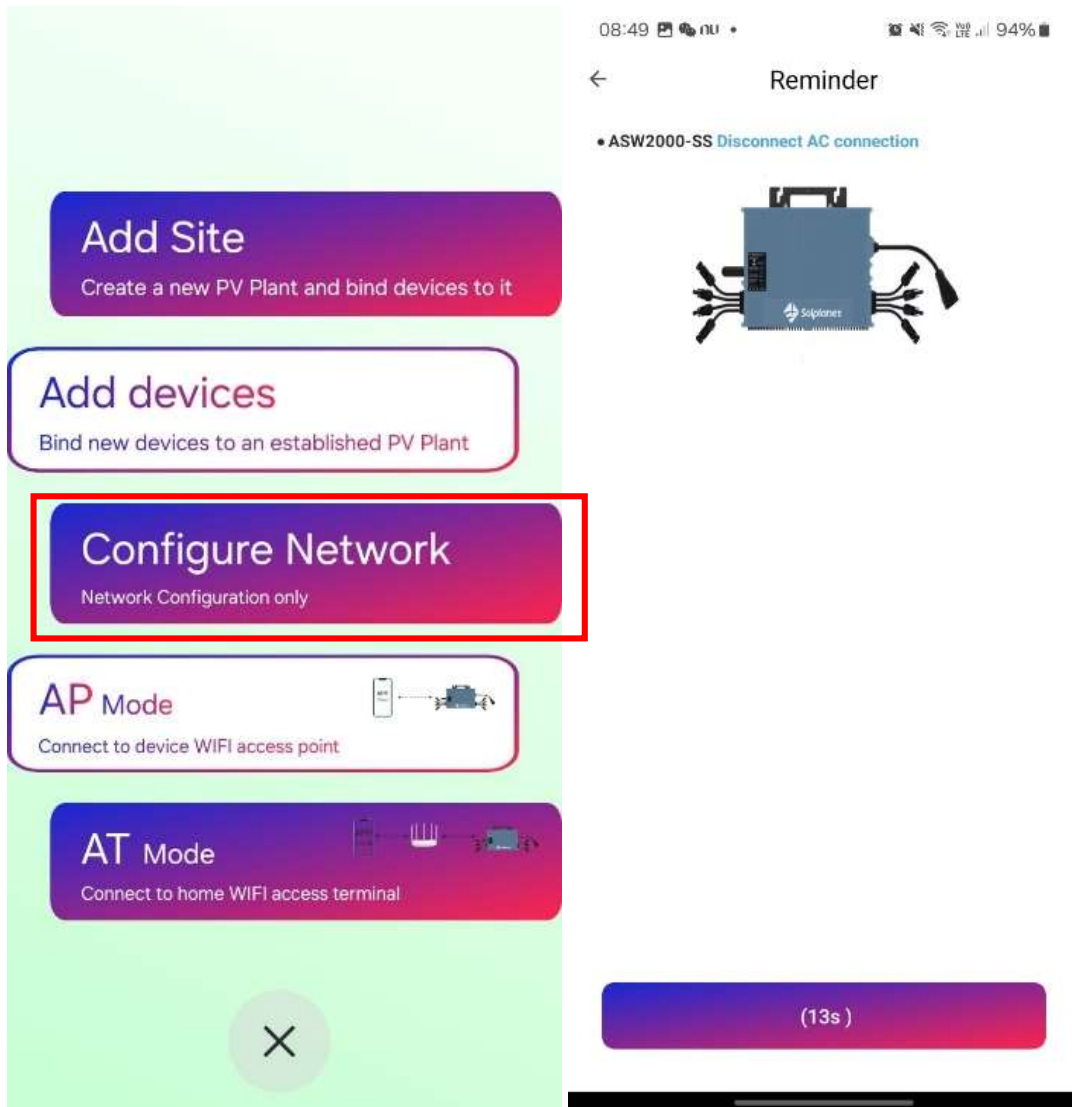 Add Site
Create a new PV Plant and bind devices to it
Add devices
Bind new devices to an established PV Plant
Configure Network
Network Configuration only
AP Mode
Connect to device WIFI access point
AT Mode
Connect to home WIFI access terminal
08:49
94%
Reminder
• ASW2000-SS Disconnect AC connection
Solplanet
(13s )